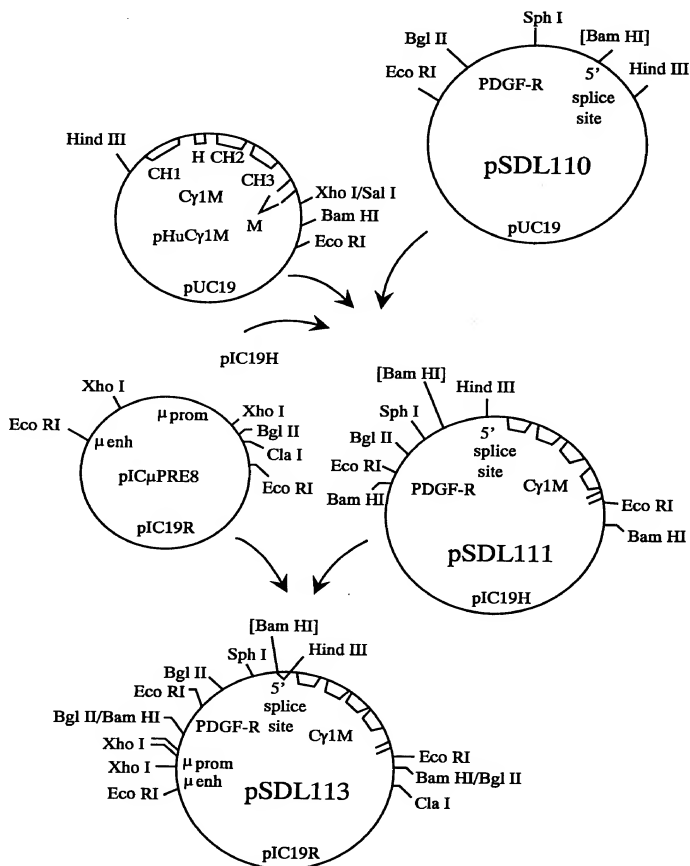 Sph I
[Bam HI]
Bgl II
Hind III
Eco RI
PDGF-R
5'
splice
site
pSDL110
pUC19
Hind III
H
CH2
CH1
CH3
Cγ1M
Xho I/Sal I
M
Bam HI
pHuCγ1M
Eco RI
pUC19
pIC19H
Xho I
μ prom
Xho I
Eco RI
μ enh
Bgl II
Cla I
pICμPRE8
Eco RI
pIC19R
[Bam HI]
Hind III
Sph I
Bgl II
5'
splice
site
Eco RI
PDGF-R
Cγ1M
Bam HI
Eco RI
Bam HI
pSDL111
pIC19H
[Bam HI]
Hind III
Sph I
Bgl II
5'
splice
site
Eco RI
PDGF-R
Cγ1M
Bgl II/Bam HI
Xho I
Xho I
μ prom
μ enh
Eco RI
Eco RI
Bam HI/Bgl II
Cla I
pSDL113
pIC19R